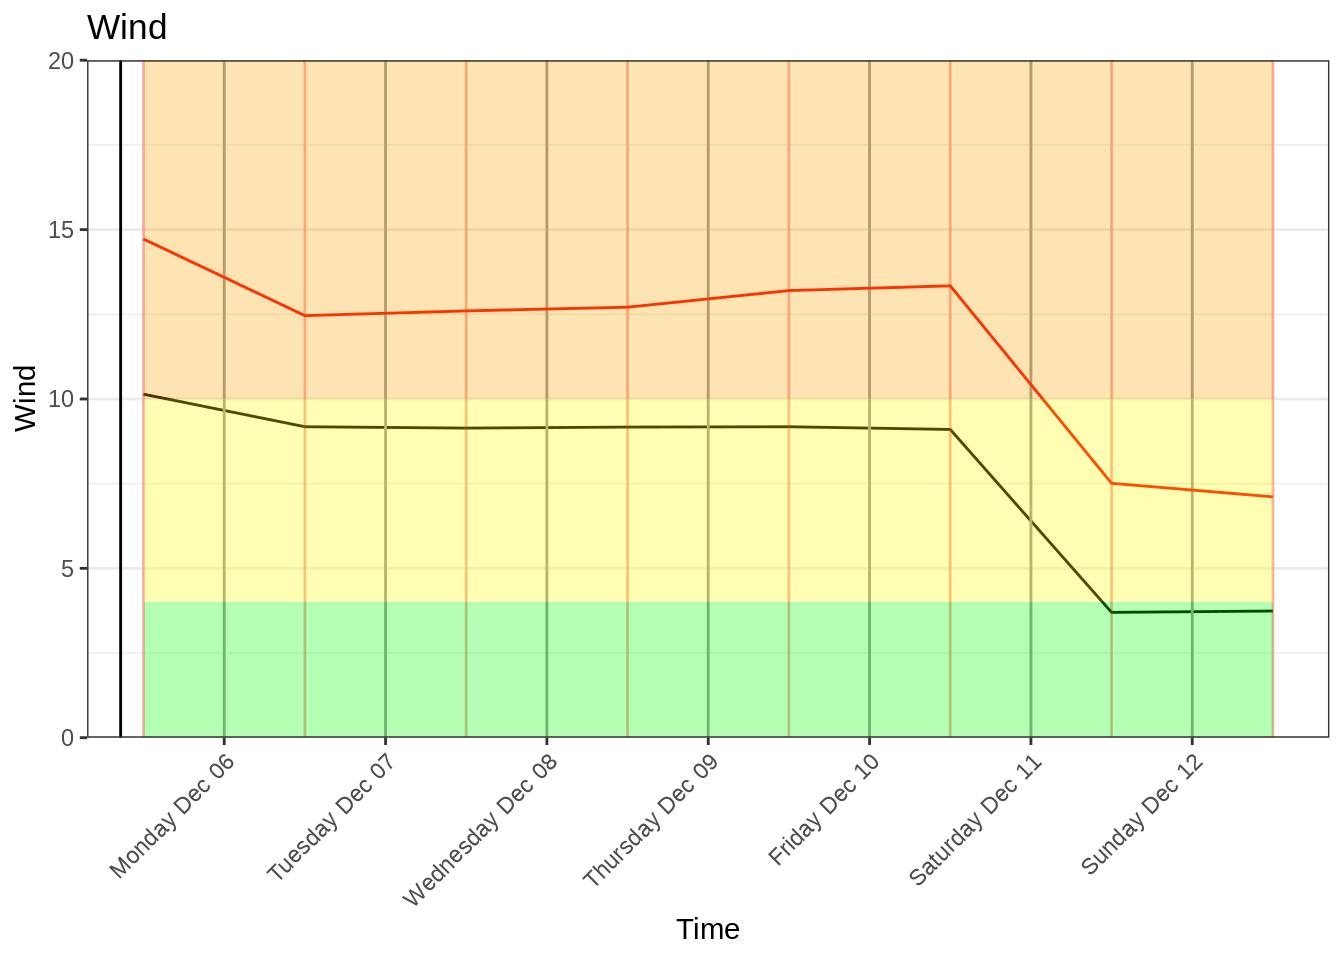 Wind
Wind
20
15
10
5
0
Monday Dec 06
Tuesday Dec 07
Wednesday Dec 08
Thursday Dec 09
Friday Dec 10
Saturday Dec 11
Sunday Dec 12
Time